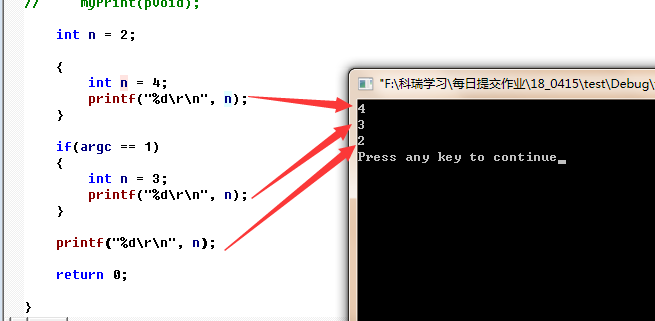 //     myPrint(pVoid);
int n = 2;
{
int n = 4;
printf("%d\r\n", n);
}
if(argc == 1)
{
int n = 3;
printf("%d\r\n", n);
}
printf("%d\r\n", n);
return 0;
}
"F:\科瑞学习\每日提交作业\18_0415\test\Debug\
4
3
2
Press any key to continue_